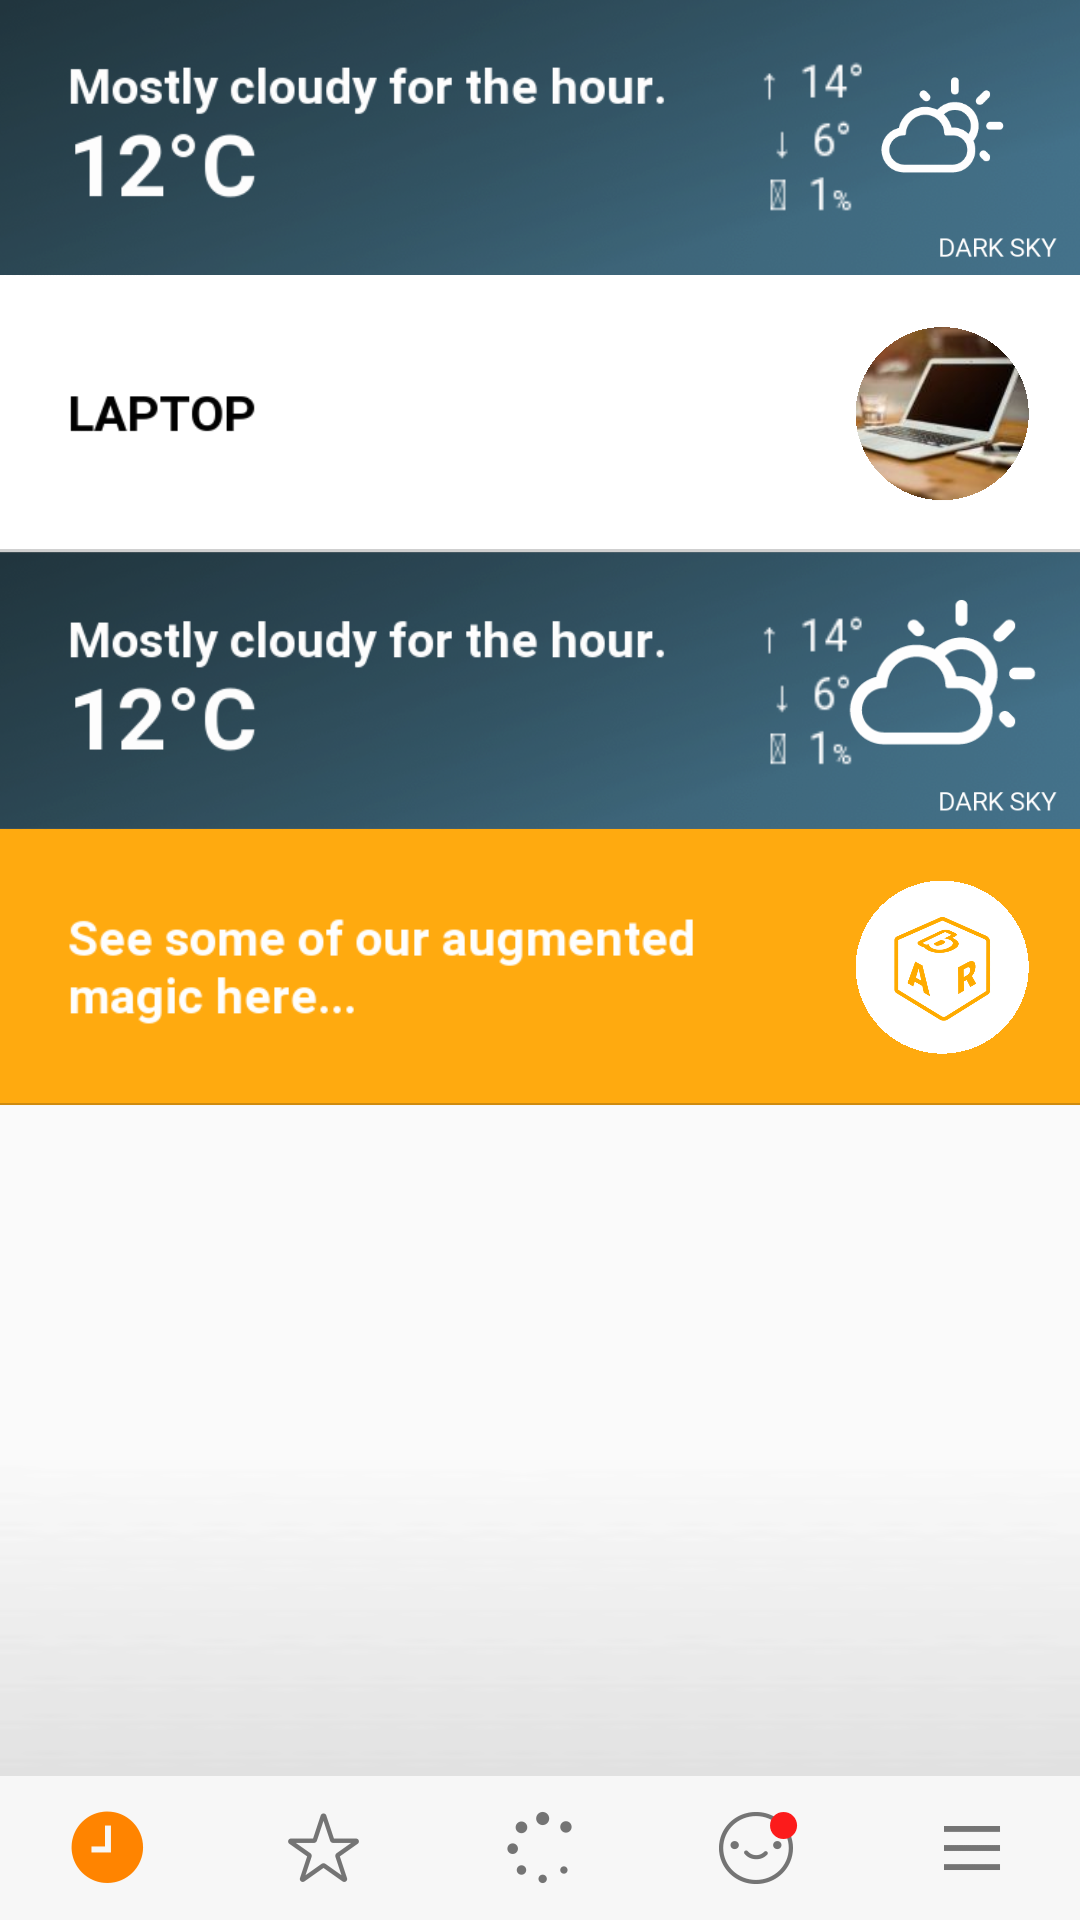 Mostly cloudy for the hour.
12°C
↑ 14°
↓ 6°
1%
DARK SKY
LAPTOP
Mostly cloudy for the hour.
12°C
↑ 14°
↓ 6°
1%
DARK SKY
See some of our augmented
magic here...
A B R